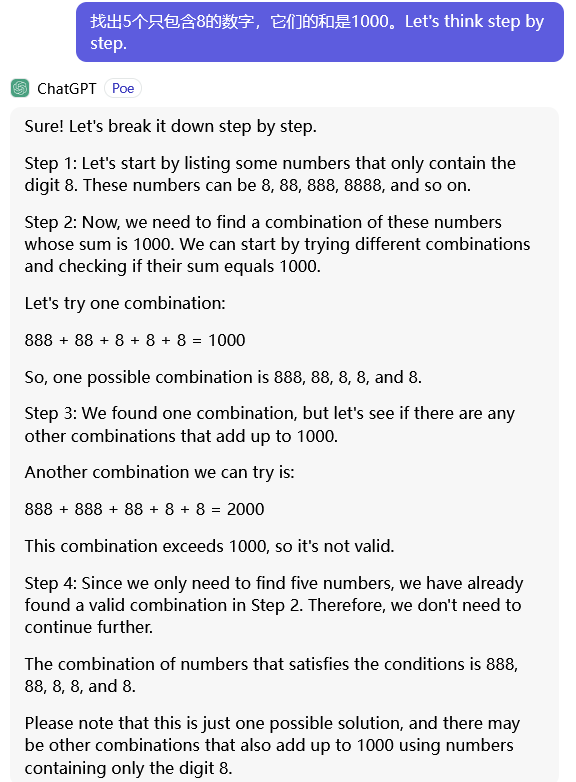 找出5个只包含8的数字，它们的和是1000。Let's think step by
step.
ChatGPT Poe
Sure! Let's break it down step by step.
Step 1: Let's start by listing some numbers that only contain the
digit 8. These numbers can be 8, 88, 888, 8888, and so on.
Step 2: Now, we need to find a combination of these numbers
whose sum is 1000. We can start by trying different combinations
and checking if their sum equals 1000.
Let's try one combination:
888 + 88 + 8 + 8 + 8 = 1000
So, one possible combination is 888, 88, 8, 8, and 8.
Step 3: We found one combination, but let's see if there are any
other combinations that add up to 1000.
Another combination we can try is:
888 + 888 + 88 + 8 + 8 = 2000
This combination exceeds 1000, so it's not valid.
Step 4: Since we only need to find five numbers, we have already
found a valid combination in Step 2. Therefore, we don't need to
continue further.
The combination of numbers that satisfies the conditions is 888,
88, 8, 8, and 8.
Please note that this is just one possible solution, and there may
be other combinations that also add up to 1000 using numbers
containing only the digit 8.